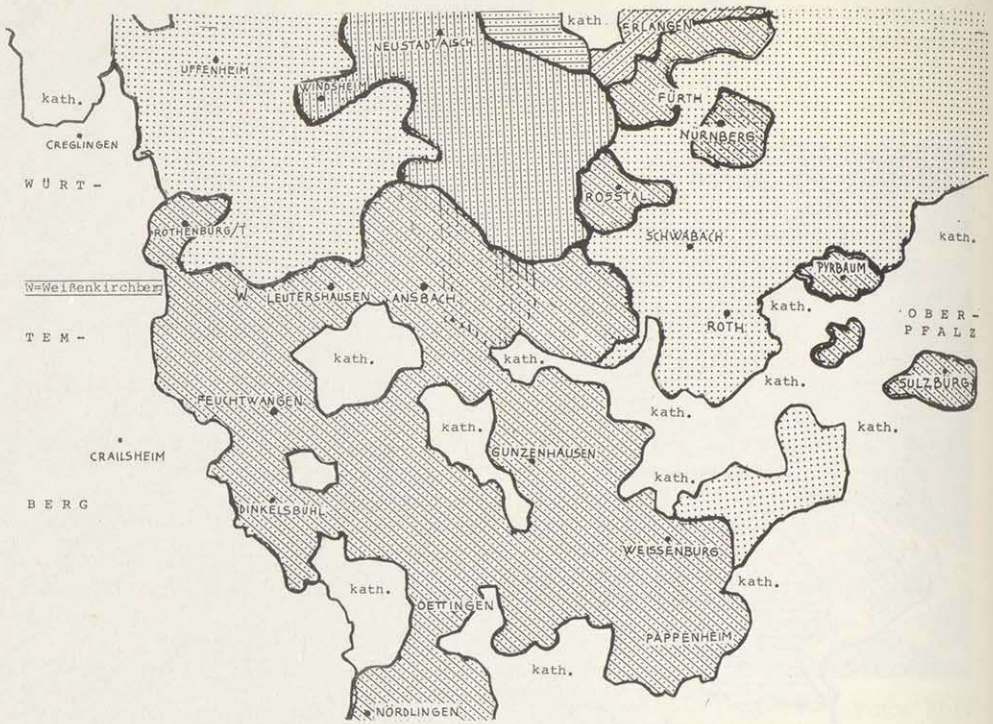 kath.
ERLANGEN
NEUSTADT/AISCH
UFFENHEIM
WINDSHEIM
kath.
FÜRTH
NÜRNBERG
CREGLINGEN
WÜRT-
ROSSTAL
ROTHENBURG/T
SCHWABACH
kath.
PYRBAUM
W=Weißenkirchberg
W LEUTERSHAUSEN
ANSBACH
kath.
ROTH
OBER-
PFALZ
TEM-
kath.
kath.
kath.
SULZBÜRG
FEUCHTWANGEN
kath.
kath.
kath.
CRAILSHEIM
GUNZENHAUSEN
kath.
BERG
DINKELSBÜHL
WEISSENBURG
kath.
kath.
OETTINGEN
PAPPENHEIM
kath.
NÖRDLINGEN